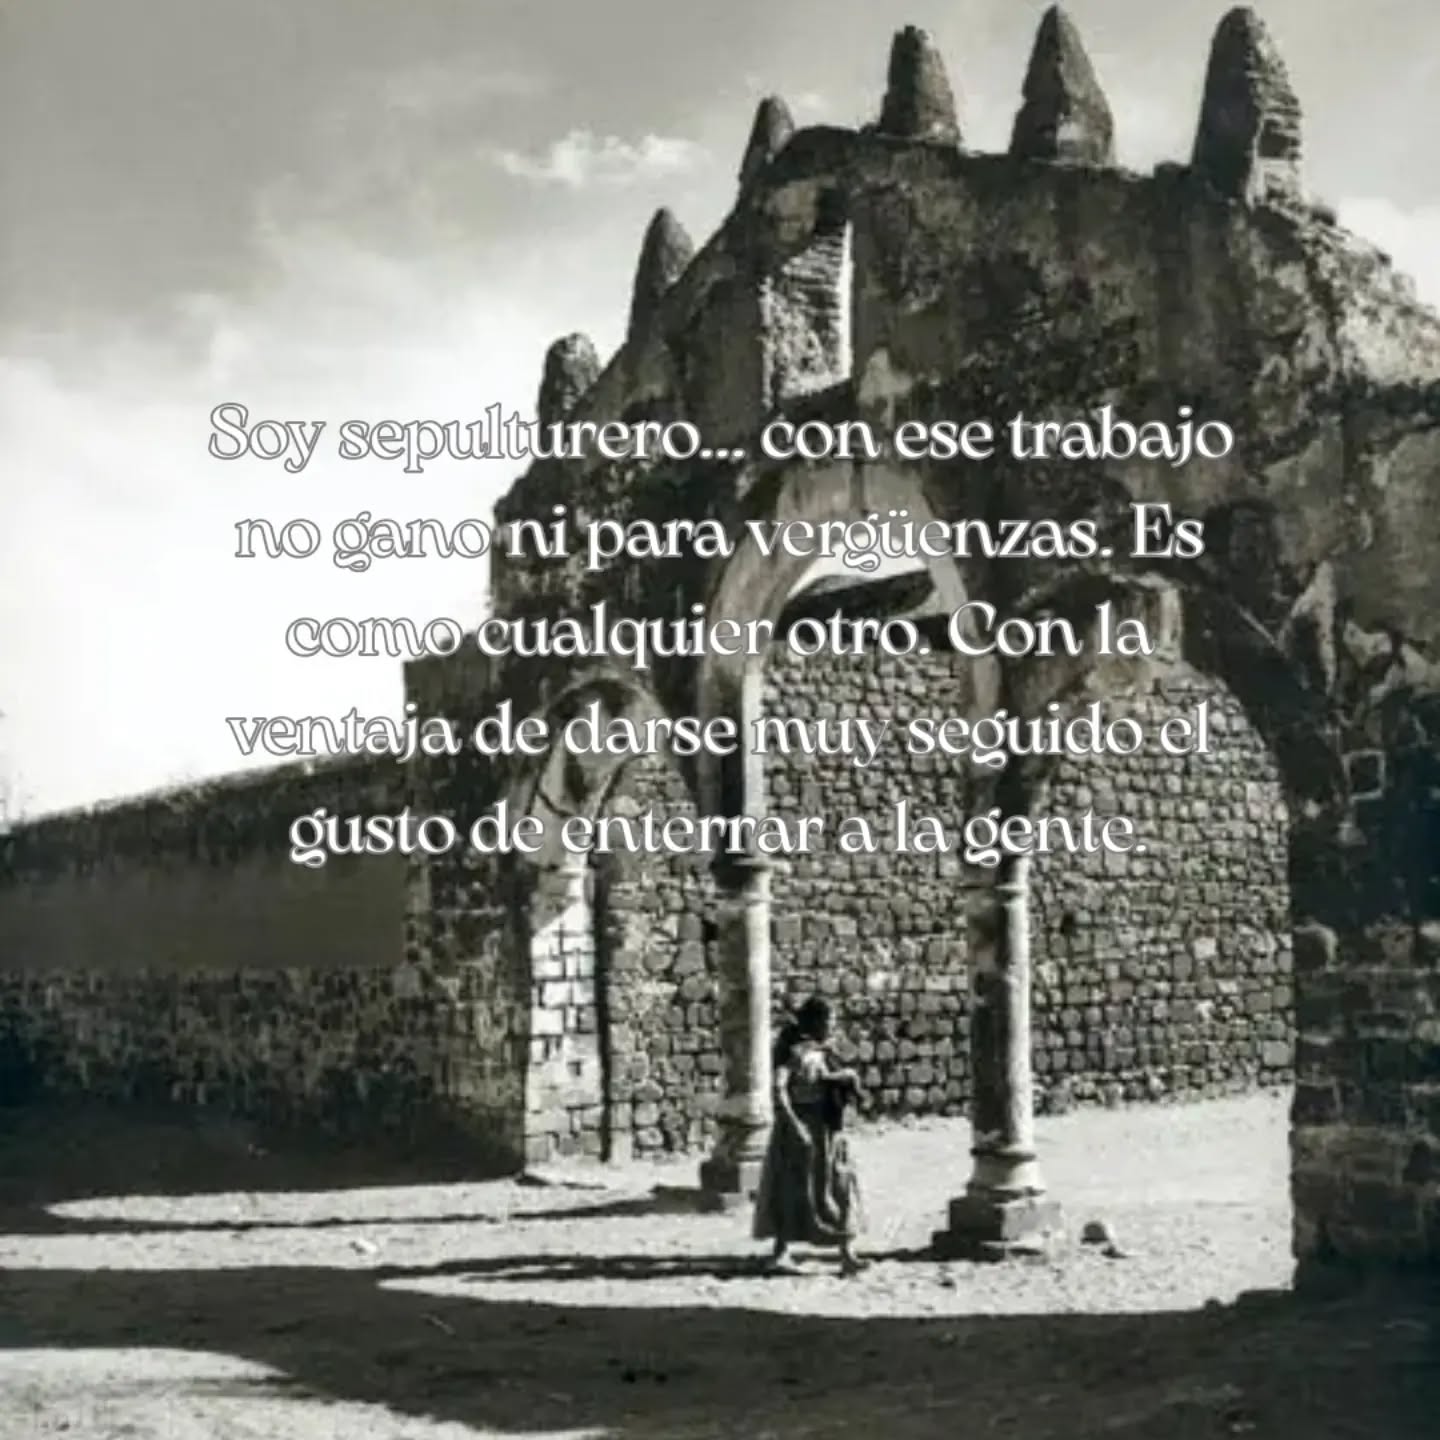 Soy sepulturero... con ese trabajo
no gano ni para vergüenzas. Es
como cualquier otro. Con la
ventaja de darse muy seguido el
gusto de enterrar a la gente.